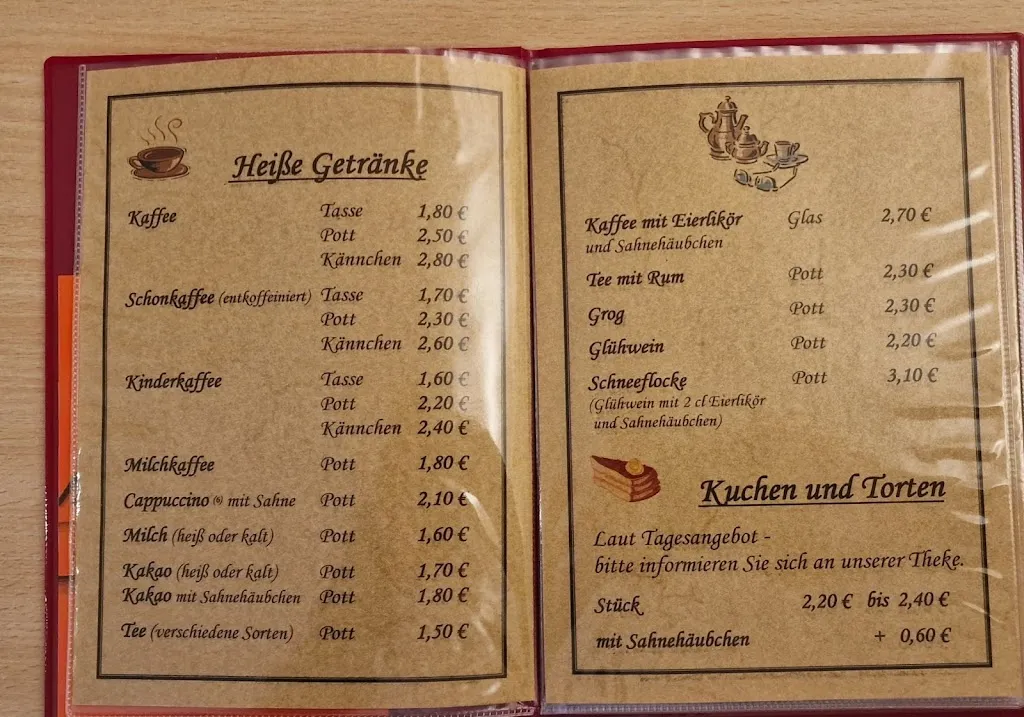 Heiße Getränke
Kaffee Tasse 1,80 €
Pott 2,50 €
Kännchen 2,80 €
Schonkaffee (entkoffeiniert) Tasse 1,70 €
Pott 2,30 €
Kännchen 2,60 €
Kinderkaffee Tasse 1,60 €
Pott 2,20 €
Kännchen 2,40 €
Milchkaffee Pott 1,80 €
Cappuccino (6) mit Sahne Pott 2,10 €
Milch (heiß oder kalt) Pott 1,60 €
Kakao (heiß oder kalt) Pott 1,70 €
Kakao mit Sahnehäubchen Pott 1,80 €
Tee (verschiedene Sorten) Pott 1,50 €
Kaffee mit Eierlikör Glas 2,70 €
und Sahnehäubchen
Tee mit Rum Pott 2,30 €
Grog Pott 2,30 €
Glühwein Pott 2,20 €
Schneeflocke Pott 3,10 €
(Glühwein mit 2 cl Eierlikör
und Sahnehäubchen)
Kuchen und Torten
Laut Tagesangebot -
bitte informieren Sie sich an unserer Theke.
Stück 2,20 € bis 2,40 €
mit Sahnehäubchen + 0,60 €